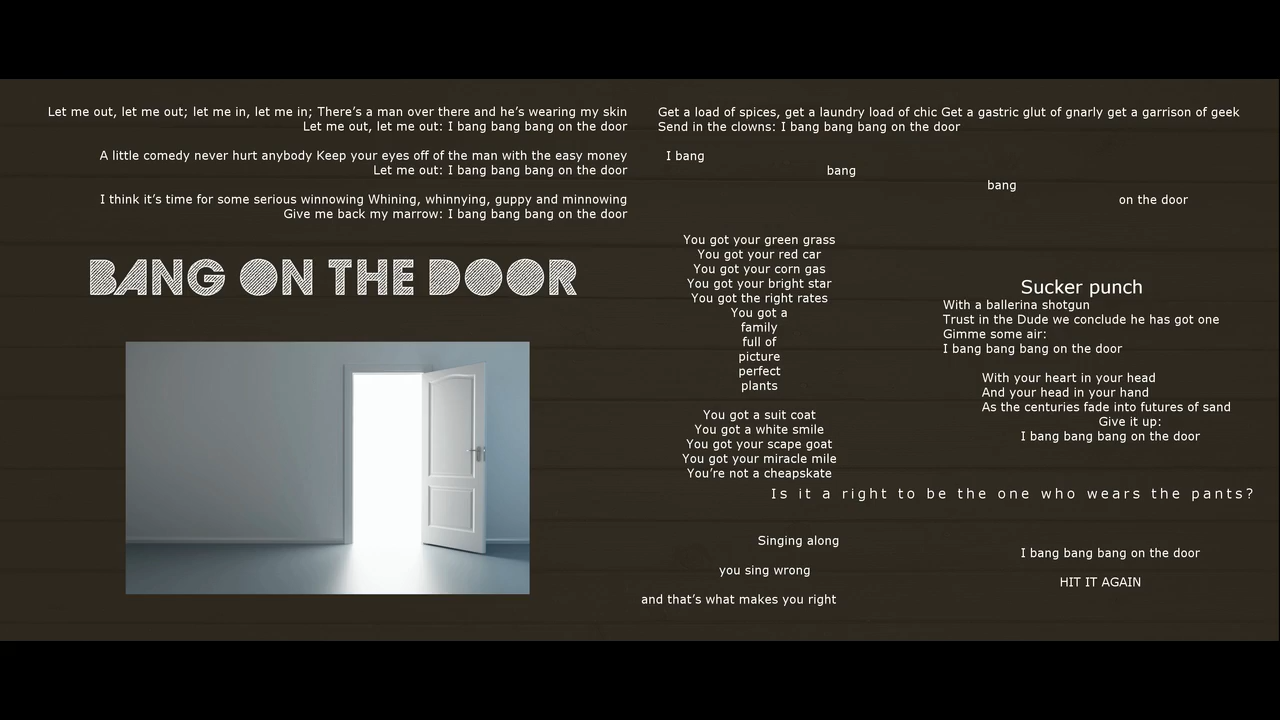 Let me out, let me out; let me in, let me in; There’s a man over there and he’s wearing my skin
Let me out, let me out: I bang bang bang on the door
A little comedy never hurt anybody Keep your eyes off of the man with the easy money
Let me out: I bang bang bang on the door
I think it’s time for some serious winnowing Whining, whinnying, guppy and minnowing
Give me back my marrow: I bang bang bang on the door
BANG ON THE DOOR
Get a load of spices, get a laundry load of chic Get a gastric glut of gnarly get a garrison of geek
Send in the clowns: I bang bang bang on the door
I bang
bang
bang
on the door
You got your green grass
You got your red car
You got your corn gas
You got your bright star
You got the right rates
You got a
family
full of
picture
perfect
plants
You got a suit coat
You got a white smile
You got your scape goat
You got your miracle mile
You’re not a cheapskate
Sucker punch
With a ballerina shotgun
Trust in the Dude we conclude he has got one
Gimme some air:
I bang bang bang on the door
With your heart in your head
And your head in your hand
As the centuries fade into futures of sand
Give it up:
I bang bang bang on the door
Is it a right to be the one who wears the pants?
Singing along
you sing wrong
and that’s what makes you right
I bang bang bang on the door
HIT IT AGAIN